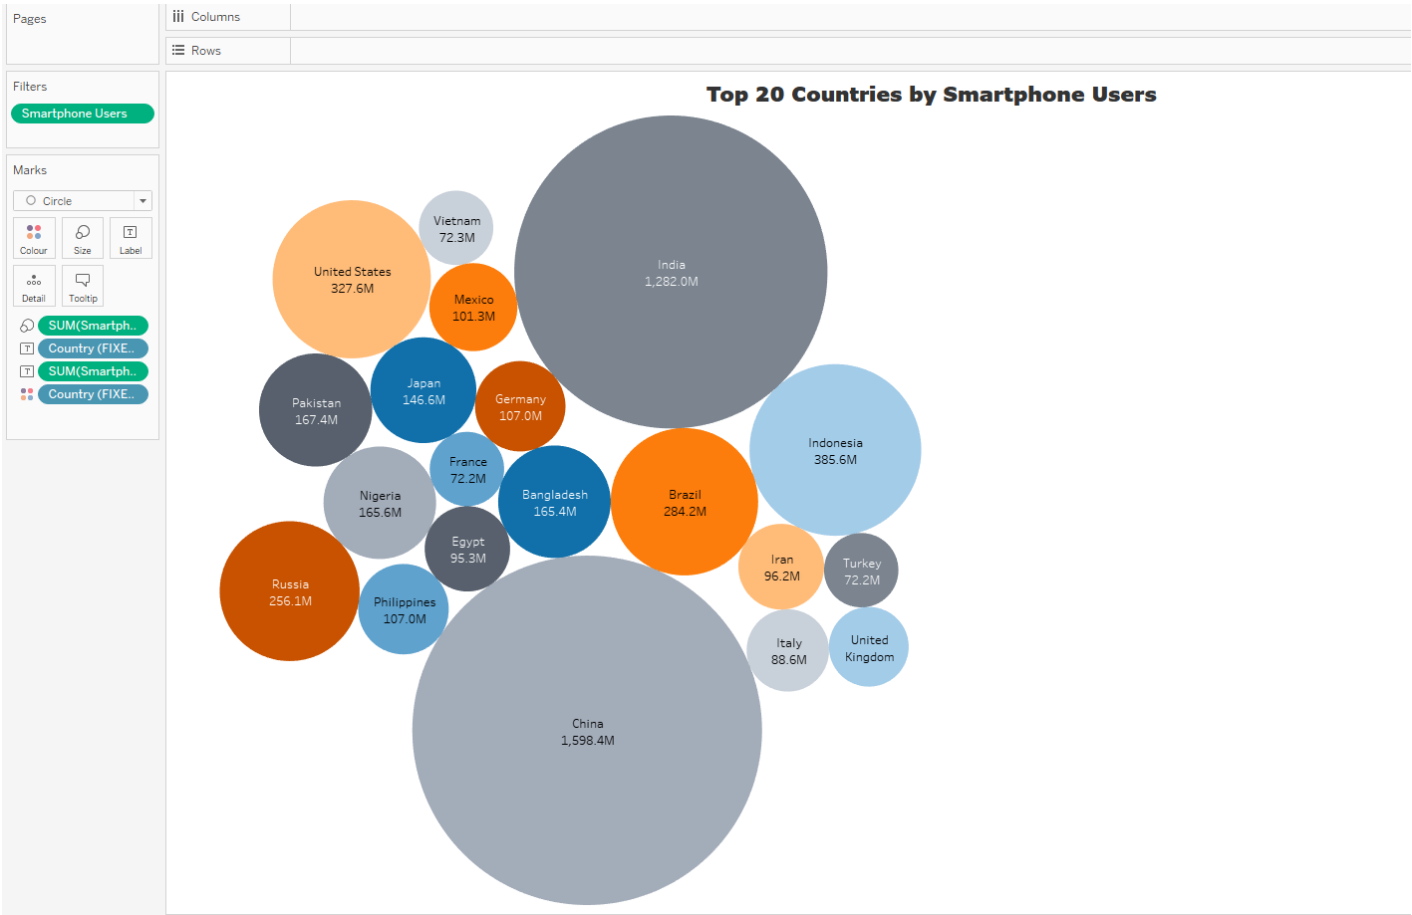 Pages
Columns
Rows
Filters
Smartphone Users
Marks
Circle
Colour
Size
Label
Detail
Tooltip
SUM(Smartph..
Country (FIXE..
SUM(Smartph..
Country (FIXE..
Top 20 Countries by Smartphone Users
India
1,282.0M
Vietnam
72.3M
United States
327.6M
Mexico
101.3M
Japan
146.6M
Germany
107.0M
Pakistan
167.4M
Indonesia
385.6M
France
72.2M
Nigeria
165.6M
Bangladesh
165.4M
Brazil
284.2M
Egypt
95.3M
Iran
96.2M
Turkey
72.2M
Russia
256.1M
Philippines
107.0M
Italy
88.6M
United
Kingdom
China
1,598.4M